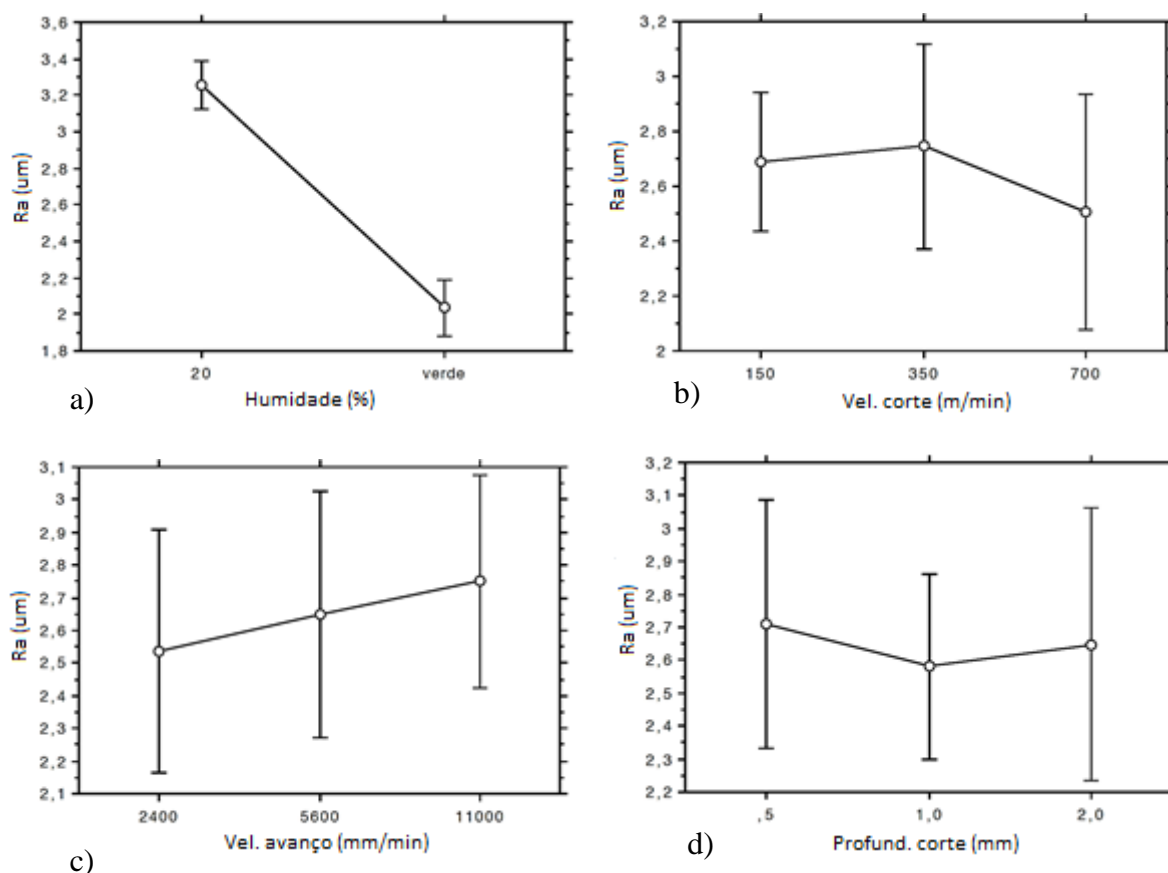 3,6
3,4
3,2
3
2,8
2,6
2,4
2,2
2
1,8
Ra (um)
20 verde
Humidade (%)
a)
3,2
3
2,8
2,6
2,4
2,2
2
Ra (um)
150 350 700
Vel. corte (m/min)
b)
3,1
3
2,9
2,8
2,7
2,6
2,5
2,4
2,3
2,2
2,1
Ra (um)
2400 5600 11000
Vel. avanço (mm/min)
c)
3,2
3,1
3
2,9
2,8
2,7
2,6
2,5
2,4
2,3
2,2
Ra (um)
,5 1,0 2,0
Profund. corte (mm)
d)